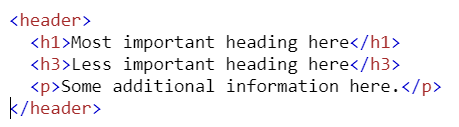 <header>
  <h1>Most important heading here</h1>
  <h3>Less important heading here</h3>
  <p>Some additional information here.</p>
</header>